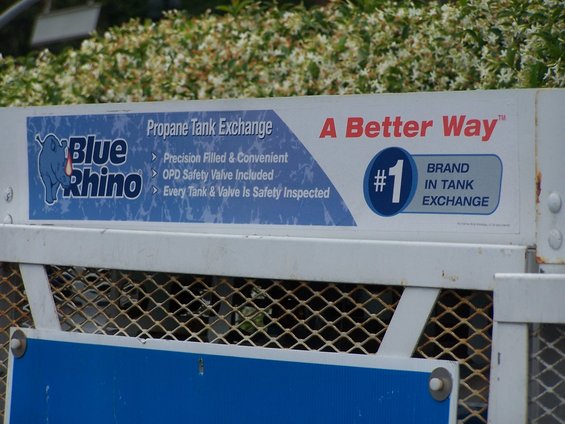 Blue Rhino
Propane Tank Exchange
> Precision Filled & Convenient
> OPD Safety Valve Included
> Every Tank & Valve Is Safety Inspected
A Better Way™
#1
BRAND
IN TANK
EXCHANGE